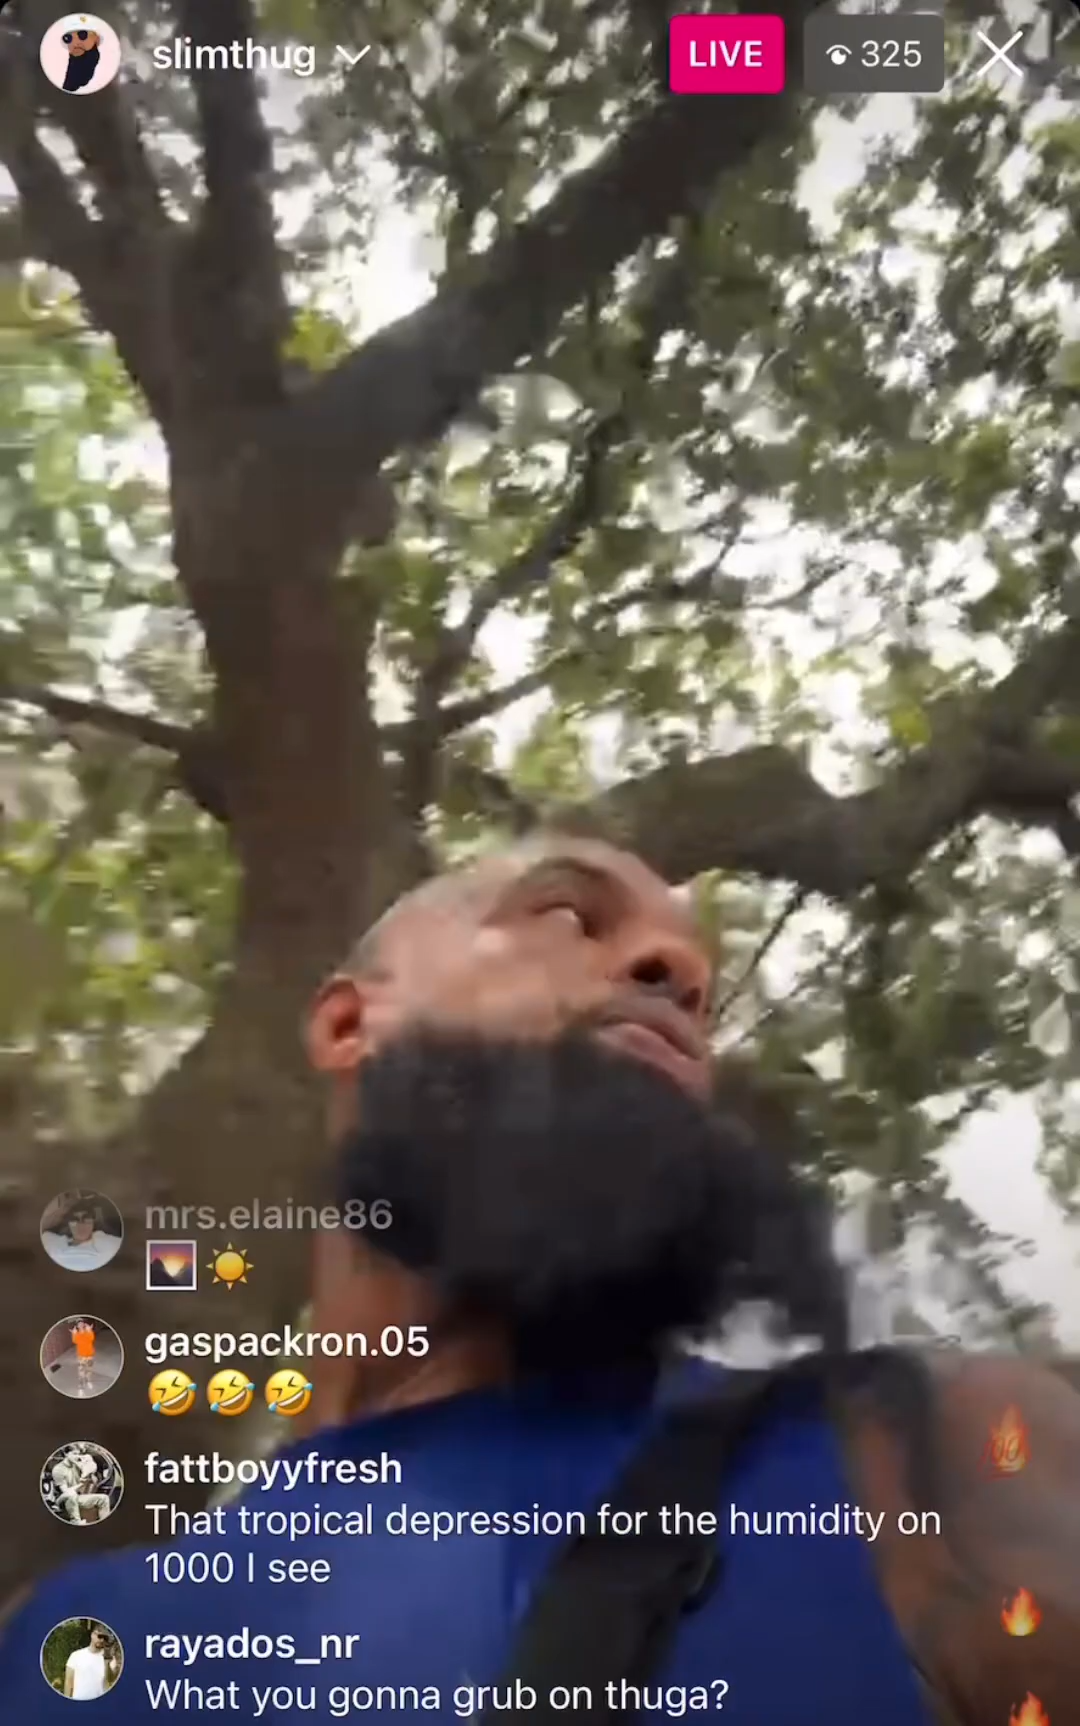 slimthug
LIVE
325
mrs.elaine86
gaspackron.05
fattboyyfresh
That tropical depression for the humidity on
1000 I see
rayados_nr
What you gonna grub on thuga?